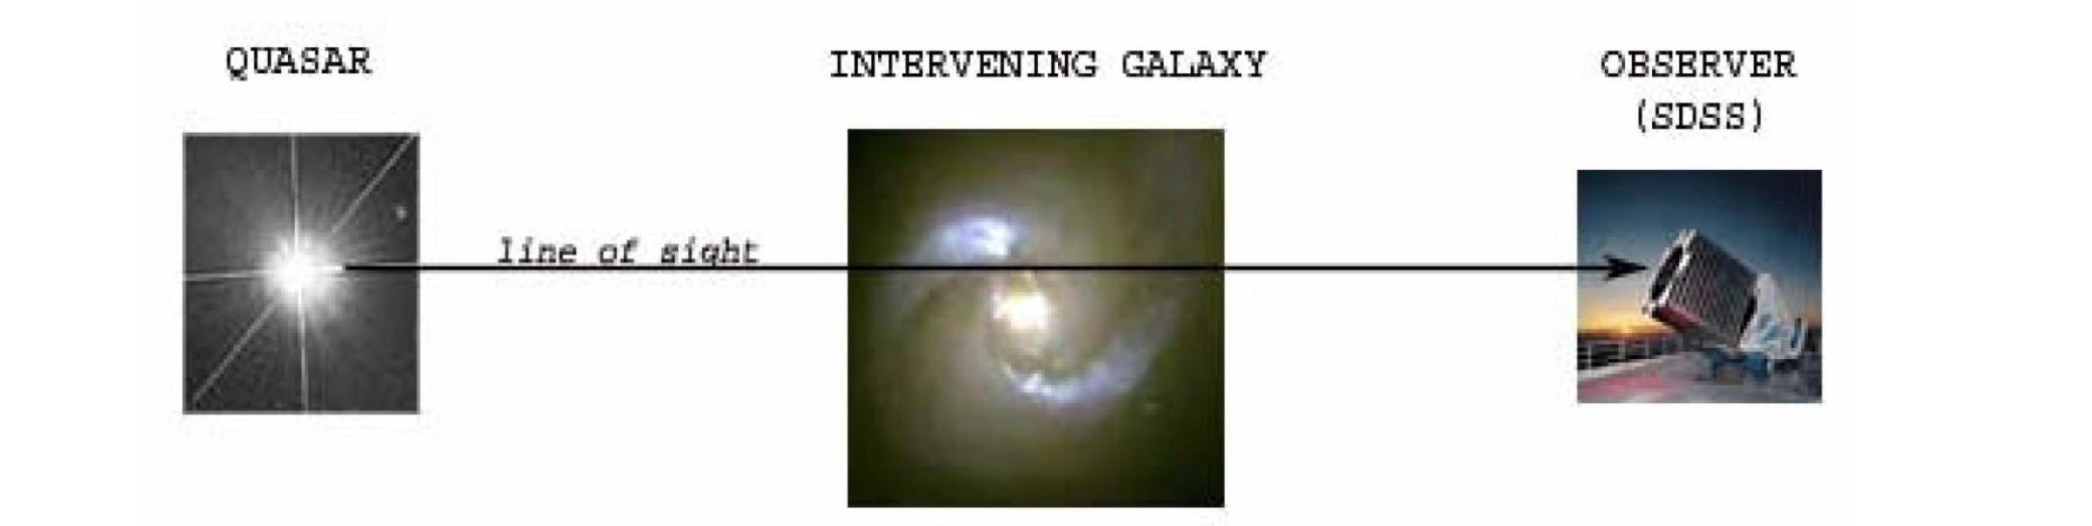 QUASAR
INTERVENING GALAXY
OBSERVER
(SDSS)
line of sight